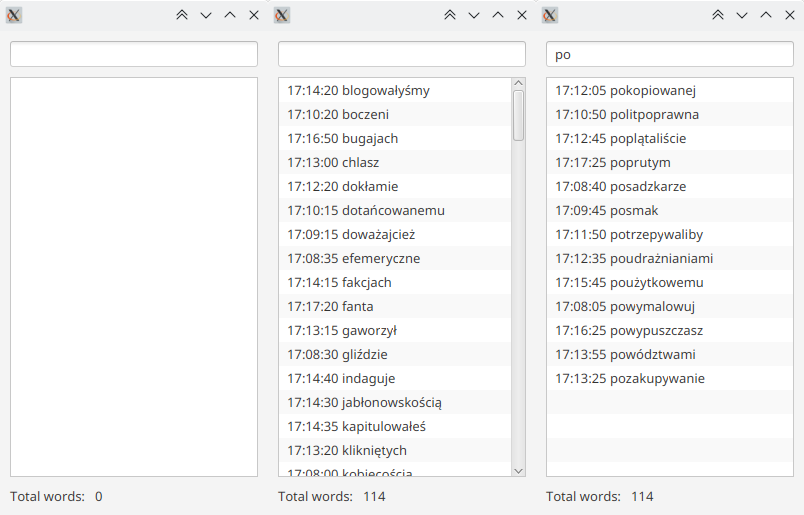 Total words: 0
17:14:20 blogowałyśmy
17:10:20 boczeni
17:16:50 bugajach
17:13:00 chlasz
17:12:20 dokłamie
17:10:15 dotańcowanemu
17:09:15 doważajcież
17:08:35 efemeryczne
17:14:15 fakcjach
17:17:20 fanta
17:13:15 gaworzył
17:08:30 gliździe
17:14:40 indaguje
17:14:30 jabłonowskością
17:14:35 kapitulowałeś
17:13:20 klikniętych
17:08:00 kobiecością
Total words: 114
po
17:12:05 pokopiowanej
17:10:50 politpoprawna
17:12:45 poplątaliście
17:17:25 poprutym
17:08:40 posadzkarze
17:09:45 posmak
17:11:50 potrzepywaliby
17:12:35 poudrażnianiami
17:15:45 poużytkowemu
17:08:05 powymalowuj
17:16:25 powypuszczasz
17:13:55 powództwami
17:13:25 pozakupywanie
Total words: 114